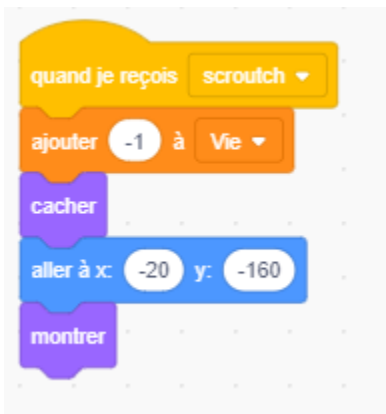 quand je reçois scroutch
ajouter -1 à Vie
cacher
aller à x: -20 y: -160
montrer